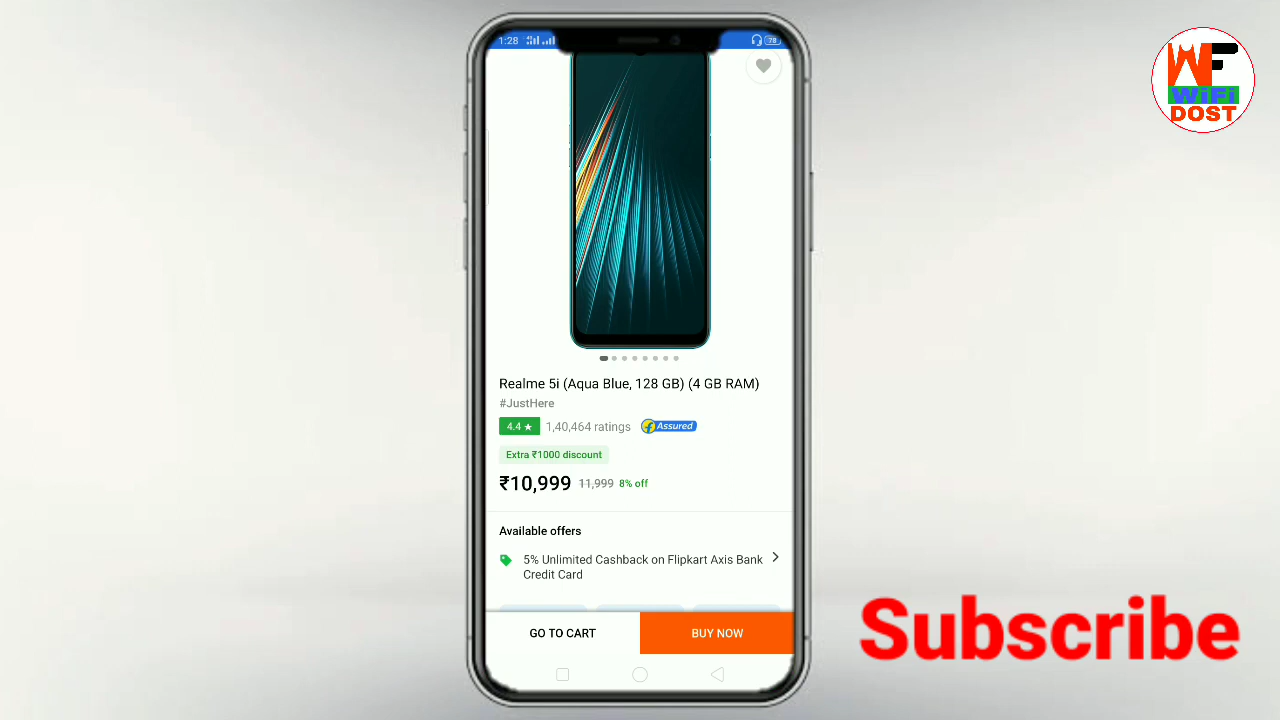 1:28
78
WF
WiFi
DOST
Realme 5i (Aqua Blue, 128 GB) (4 GB RAM)
#JustHere
4.4 ★ 1,40,464 ratings f Assured
Extra ₹1000 discount
₹10,999 11,999 8% off
Available offers
5% Unlimited Cashback on Flipkart Axis Bank
Credit Card
GO TO CART
BUY NOW
Subscribe